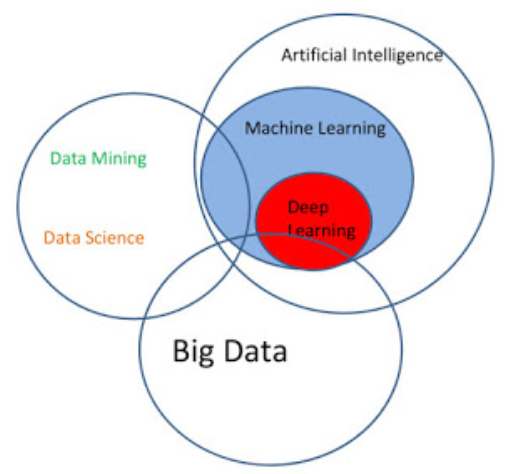 Artificial Intelligence
Machine Learning
Data Mining
Deep
Learning
Data Science
Big Data